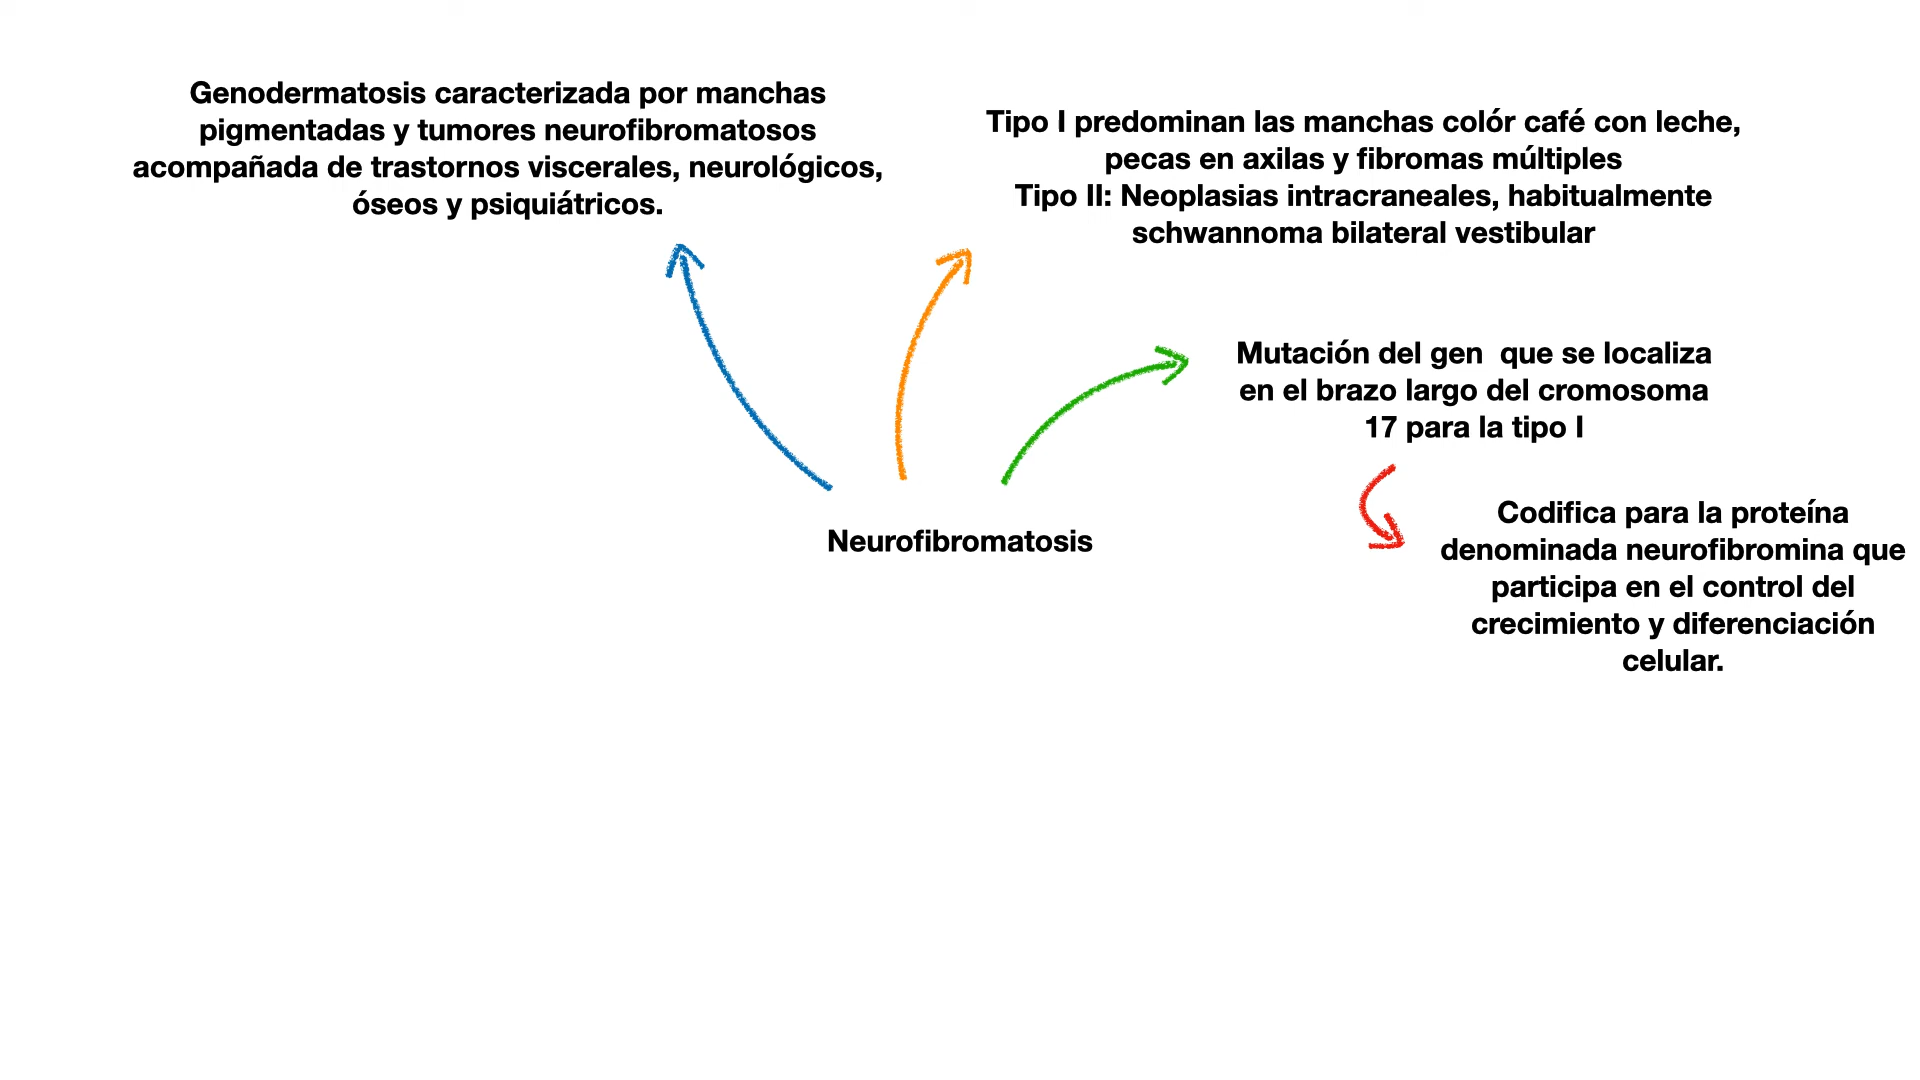 Genodermatosis caracterizada por manchas
pigmentadas y tumores neurofibromatosos
acompañada de trastornos viscerales, neurológicos,
óseos y psiquiátricos.
Tipo I predominan las manchas colór café con leche,
pecas en axilas y fibromas múltiples
Tipo II: Neoplasias intracraneales, habitualmente
schwannoma bilateral vestibular
Mutación del gen  que se localiza
en el brazo largo del cromosoma
17 para la tipo I
Codifica para la proteína
denominada neurofibromina que
participa en el control del
crecimiento y diferenciación
celular.
Neurofibromatosis